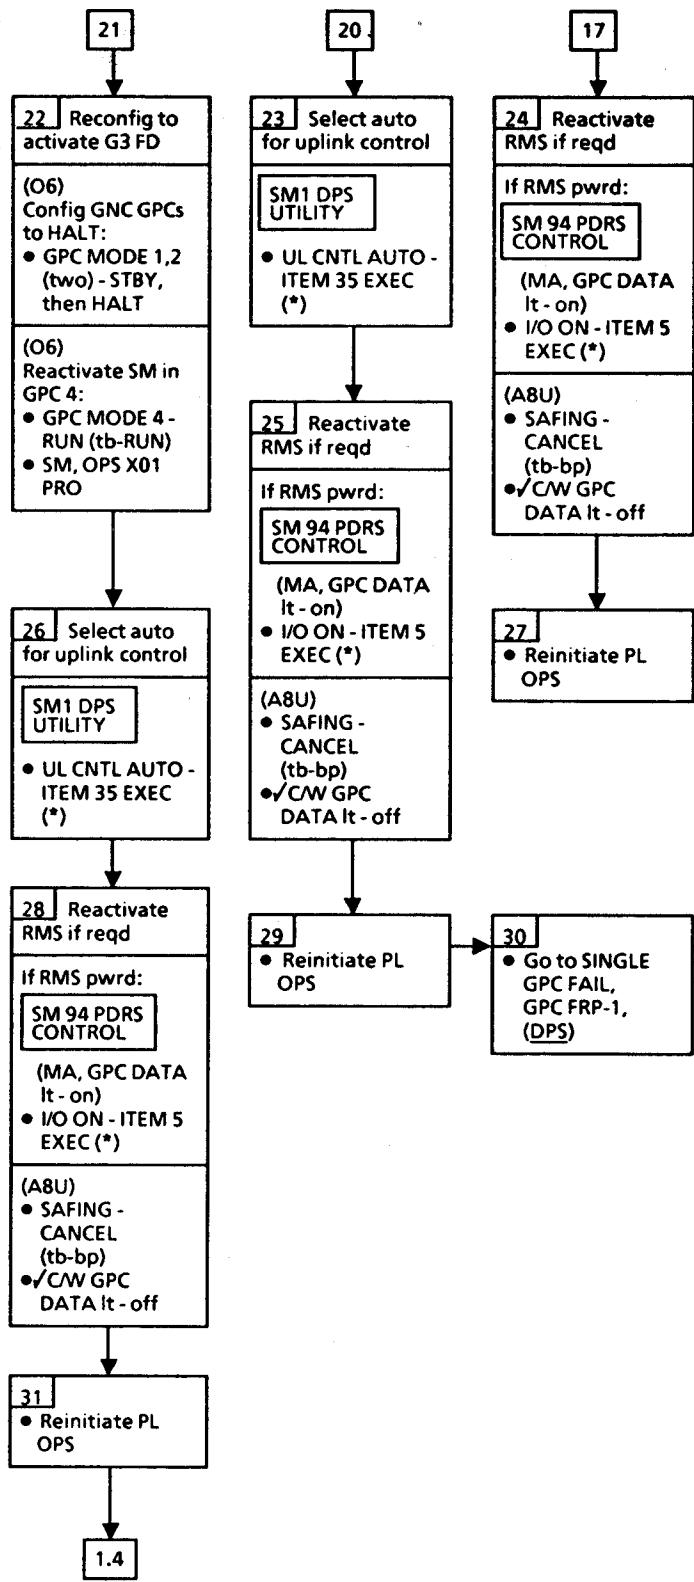 21
22 Reconfig to
activate G3 FD
(O6)
Config GNC GPCs
to HALT:
● GPC MODE 1,2
(two) - STBY,
then HALT
(O6)
Reactivate SM in
GPC 4:
● GPC MODE 4 -
RUN (tb-RUN)
● SM, OPS X01
PRO
26 Select auto
for uplink control
SM1 DPS
UTILITY
● UL CNTL AUTO -
ITEM 35 EXEC
(*)
28 Reactivate
RMS if reqd
If RMS pwrd:
SM 94 PDRS
CONTROL
(MA, GPC DATA
lt - on)
● I/O ON - ITEM 5
EXEC (*)
(A8U)
● SAFING -
CANCEL
(tb-bp)
●✓C/W GPC
DATA lt - off
31
● Reinitiate PL
OPS
1.4
20
23 Select auto
for uplink control
SM1 DPS
UTILITY
● UL CNTL AUTO -
ITEM 35 EXEC
(*)
25 Reactivate
RMS if reqd
If RMS pwrd:
SM 94 PDRS
CONTROL
(MA, GPC DATA
lt - on)
● I/O ON - ITEM 5
EXEC (*)
(A8U)
● SAFING -
CANCEL
(tb-bp)
●✓C/W GPC
DATA lt - off
29
● Reinitiate PL
OPS
30
● Go to SINGLE
GPC FAIL,
GPC FRP-1,
(DPS)
17
24 Reactivate
RMS if reqd
If RMS pwrd:
SM 94 PDRS
CONTROL
(MA, GPC DATA
lt - on)
● I/O ON - ITEM 5
EXEC (*)
(A8U)
● SAFING -
CANCEL
(tb-bp)
●✓C/W GPC
DATA lt - off
27
● Reinitiate PL
OPS